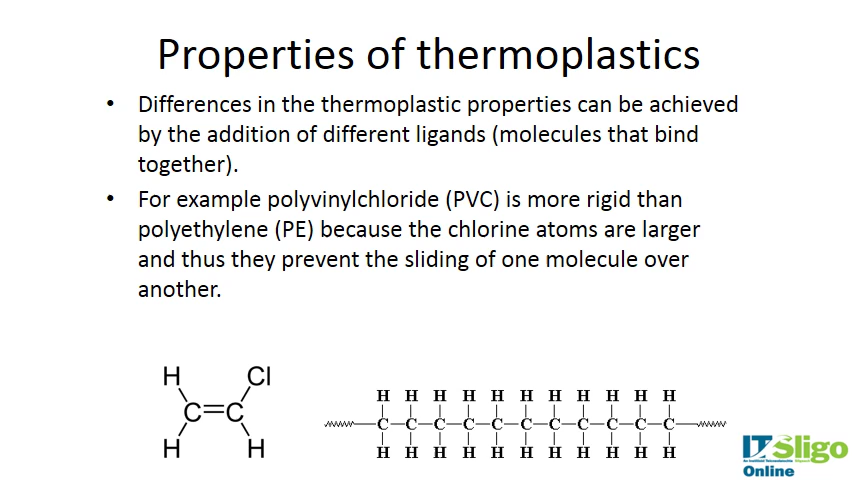 Properties of thermoplastics
• Differences in the thermoplastic properties can be achieved
by the addition of different ligands (molecules that bind
together).
• For example polyvinylchloride (PVC) is more rigid than
polyethylene (PE) because the chlorine atoms are larger
and thus they prevent the sliding of one molecule over
another.
H Cl
C=C
H H
H H H H H H H H H H H
C—C—C—C—C—C—C—C—C—C—C
H H H H H H H H H H H
IT Sligo
Online